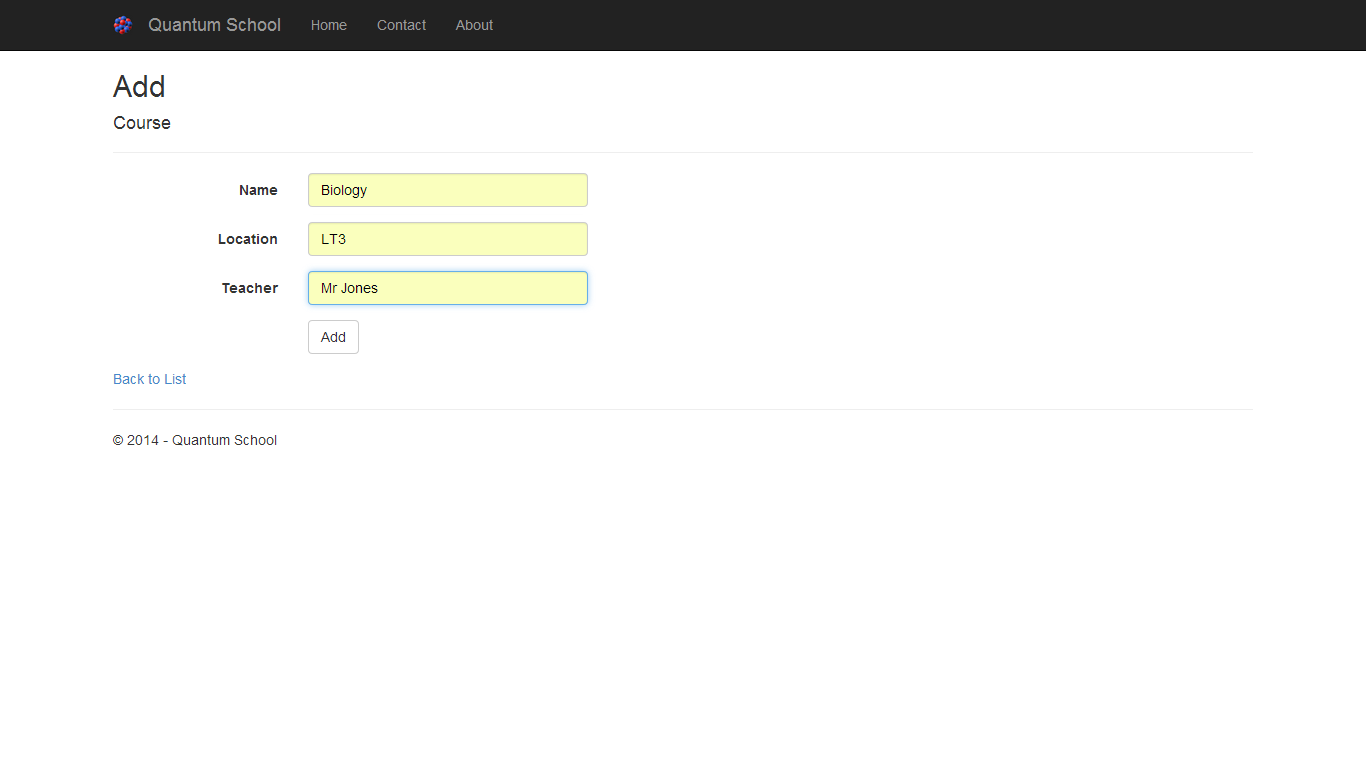 Quantum School Home Contact About
Add
Course
Name Biology
Location LT3
Teacher Mr Jones
Add
Back to List
© 2014 - Quantum School